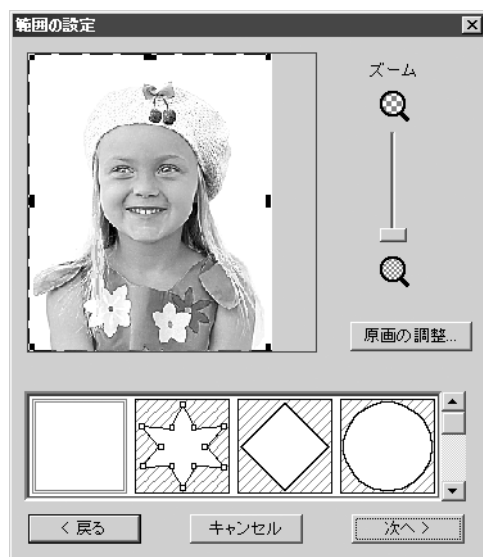 範囲の設定
ズーム
原画の調整...
< 戻る
キャンセル
次へ >